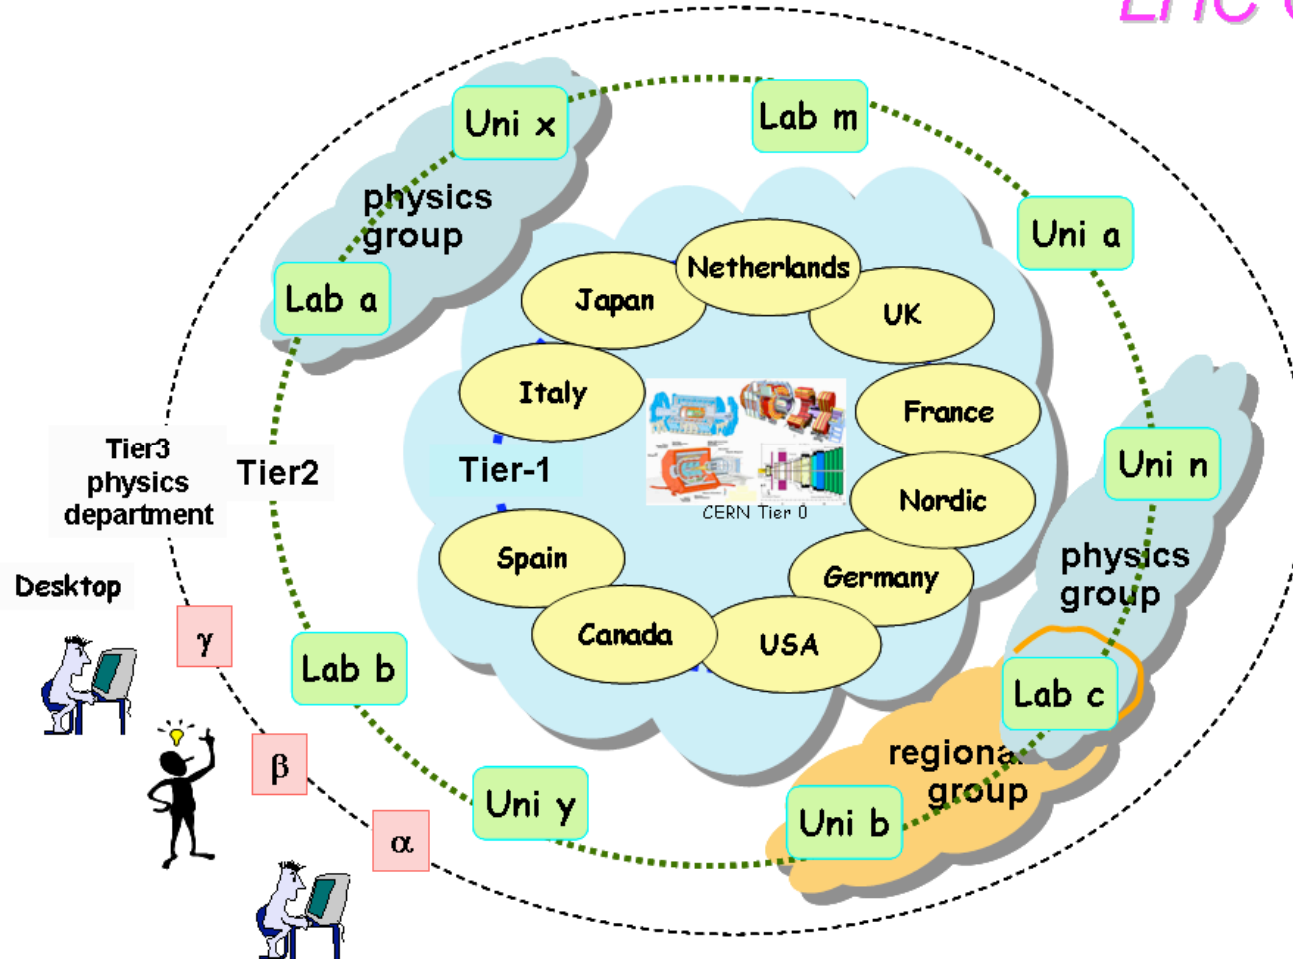 LHC
Uni x
Lab m
physics
group
Uni a
Lab a
Netherlands
Japan
UK
Italy
France
Tier3
physics
department
Tier2
Tier-1
Uni n
Nordic
CERN Tier 0
Spain
Germany
physics
group
Desktop
γ
Canada
USA
Lab b
Lab c
β
regional
group
Uni y
Uni b
α